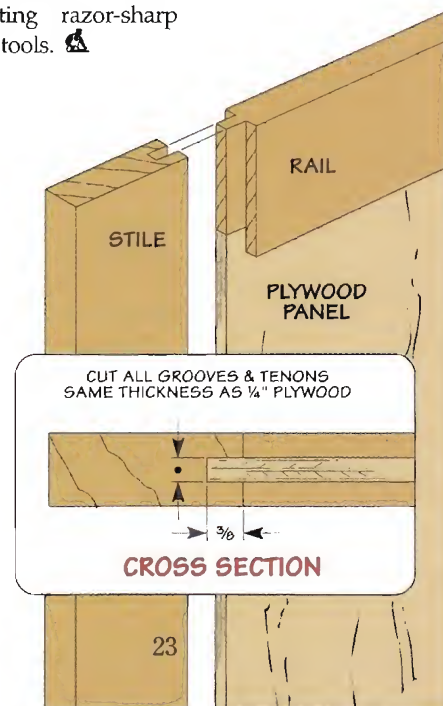 ting razor-sharp
tools.
RAIL
STILE
PLYWOOD
PANEL
CUT ALL GROOVES & TENONS
SAME THICKNESS AS ¼" PLYWOOD
⅜
CROSS SECTION
23